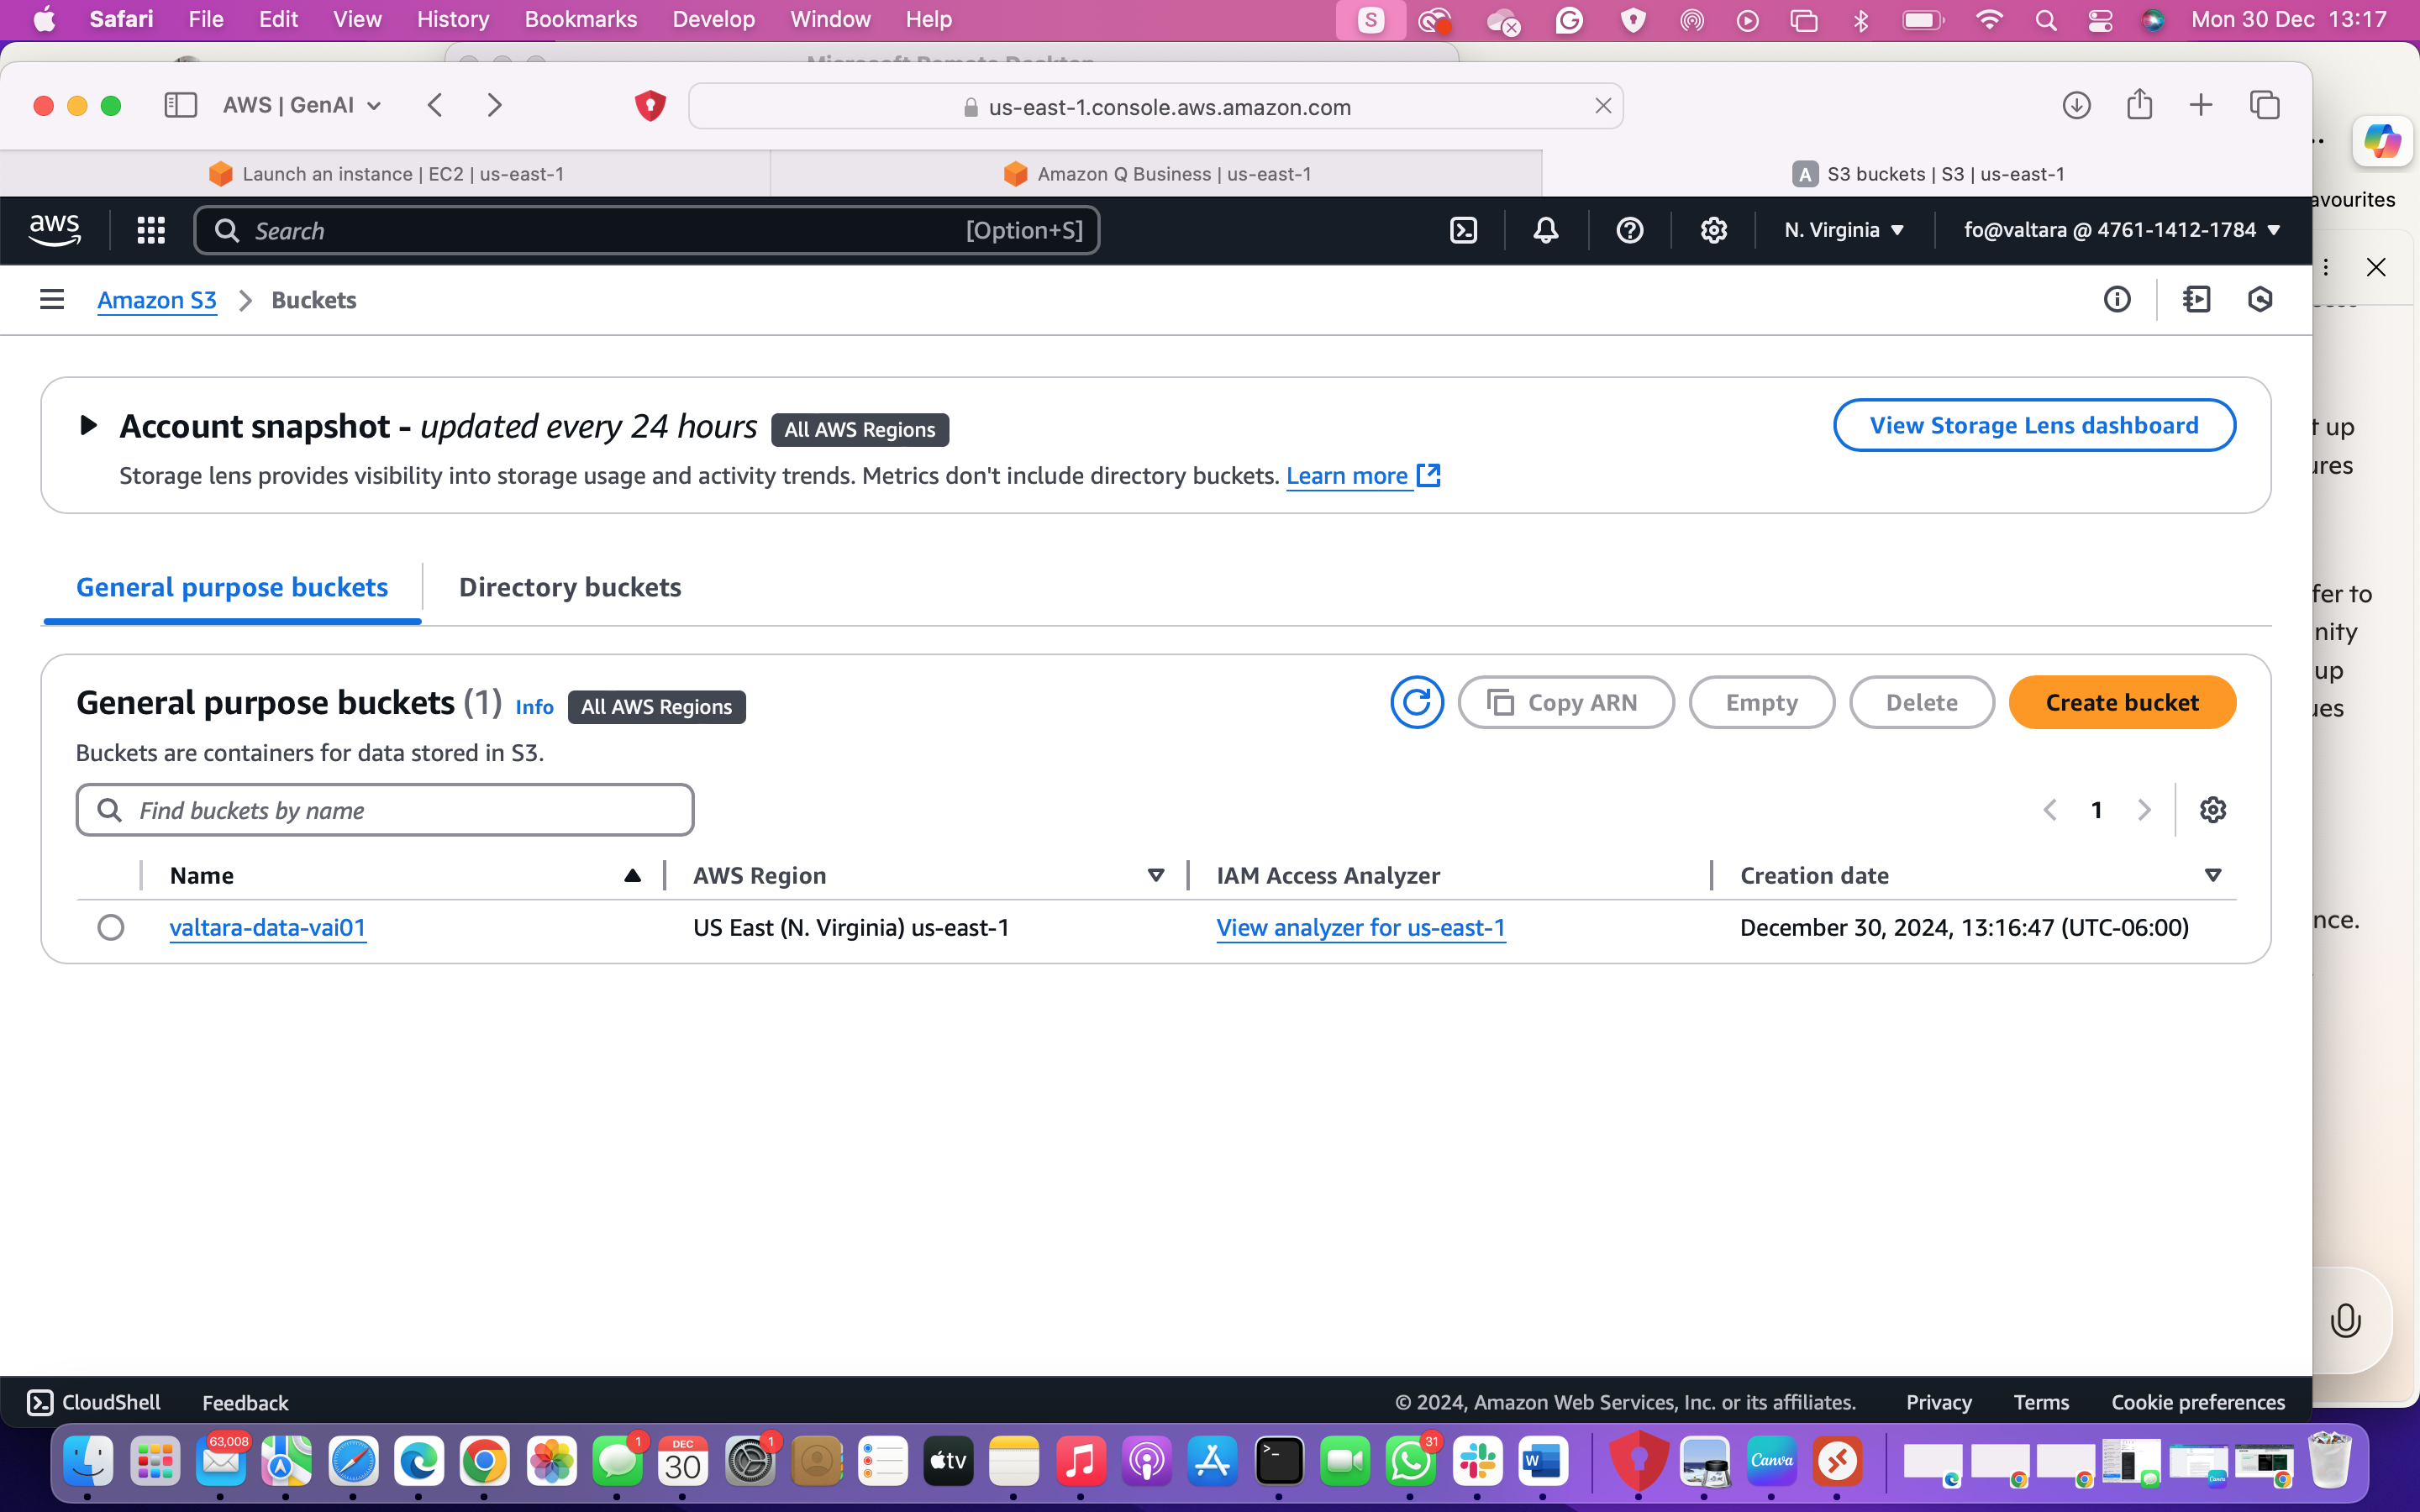 Safari File Edit View History Bookmarks Develop Window Help
S
Mon 30 Dec 13:17
AWS | GenAI
us-east-1.console.aws.amazon.com
Launch an instance | EC2 | us-east-1
Amazon Q Business | us-east-1
A S3 buckets | S3 | us-east-1
avourites
aws
Search [Option+S]
N. Virginia ▼
fo@valtara @ 4761-1412-1784 ▼
Amazon S3 > Buckets
Account snapshot - updated every 24 hours All AWS Regions
View Storage Lens dashboard
Storage lens provides visibility into storage usage and activity trends. Metrics don't include directory buckets. Learn more
t up
ures
General purpose buckets
Directory buckets
fer to
nity
up
ues
General purpose buckets (1) Info All AWS Regions
Copy ARN
Empty
Delete
Create bucket
Buckets are containers for data stored in S3.
Find buckets by name
1
Name AWS Region IAM Access Analyzer Creation date
valtara-data-vai01 US East (N. Virginia) us-east-1 View analyzer for us-east-1 December 30, 2024, 13:16:47 (UTC-06:00)
nce.
CloudShell Feedback
© 2024, Amazon Web Services, Inc. or its affiliates. Privacy Terms Cookie preferences
63,008
1
DEC
30
1
tv
31
W
Canva